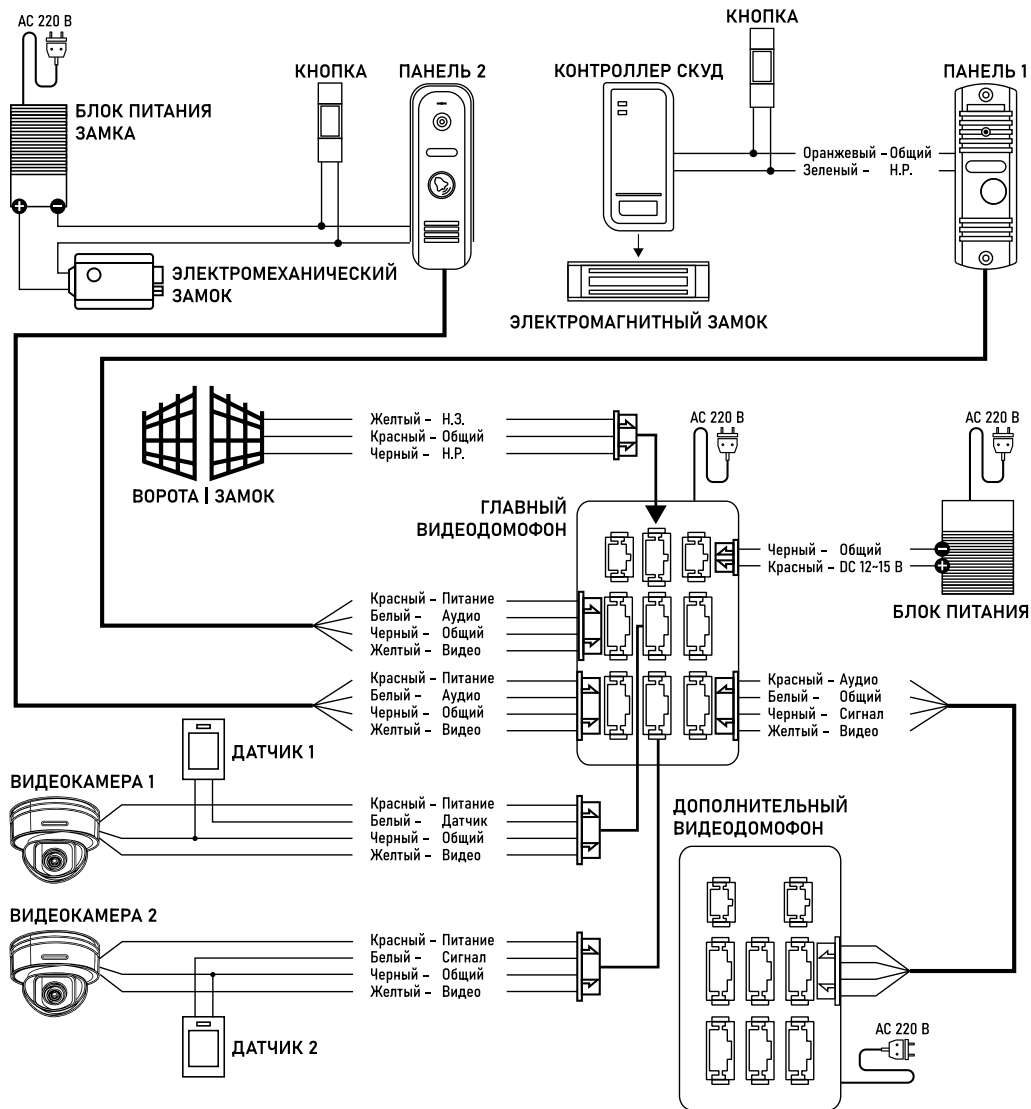 AC 220 В
БЛОК ПИТАНИЯ
ЗАМКА
КНОПКА
ПАНЕЛЬ 2
КОНТРОЛЛЕР СКУД
КНОПКА
ПАНЕЛЬ 1
Оранжевый – Общий
Зеленый – Н.Р.
ЭЛЕКТРОМЕХАНИЧЕСКИЙ
ЗАМОК
ЭЛЕКТРОМАГНИТНЫЙ ЗАМОК
Желтый – Н.З.
Красный – Общий
Черный – Н.Р.
ВОРОТА | ЗАМОК
AC 220 В
AC 220 В
ГЛАВНЫЙ
ВИДЕОДОМОФОН
Черный – Общий
Красный – DC 12~15 В
БЛОК ПИТАНИЯ
Красный – Питание
Белый – Аудио
Черный – Общий
Желтый – Видео
Красный – Питание
Белый – Аудио
Черный – Общий
Желтый – Видео
Красный – Аудио
Белый – Общий
Черный – Сигнал
Желтый – Видео
ДАТЧИК 1
ВИДЕОКАМЕРА 1
Красный – Питание
Белый – Датчик
Черный – Общий
Желтый – Видео
ДОПОЛНИТЕЛЬНЫЙ
ВИДЕОДОМОФОН
ВИДЕОКАМЕРА 2
Красный – Питание
Белый – Сигнал
Черный – Общий
Желтый – Видео
ДАТЧИК 2
AC 220 В